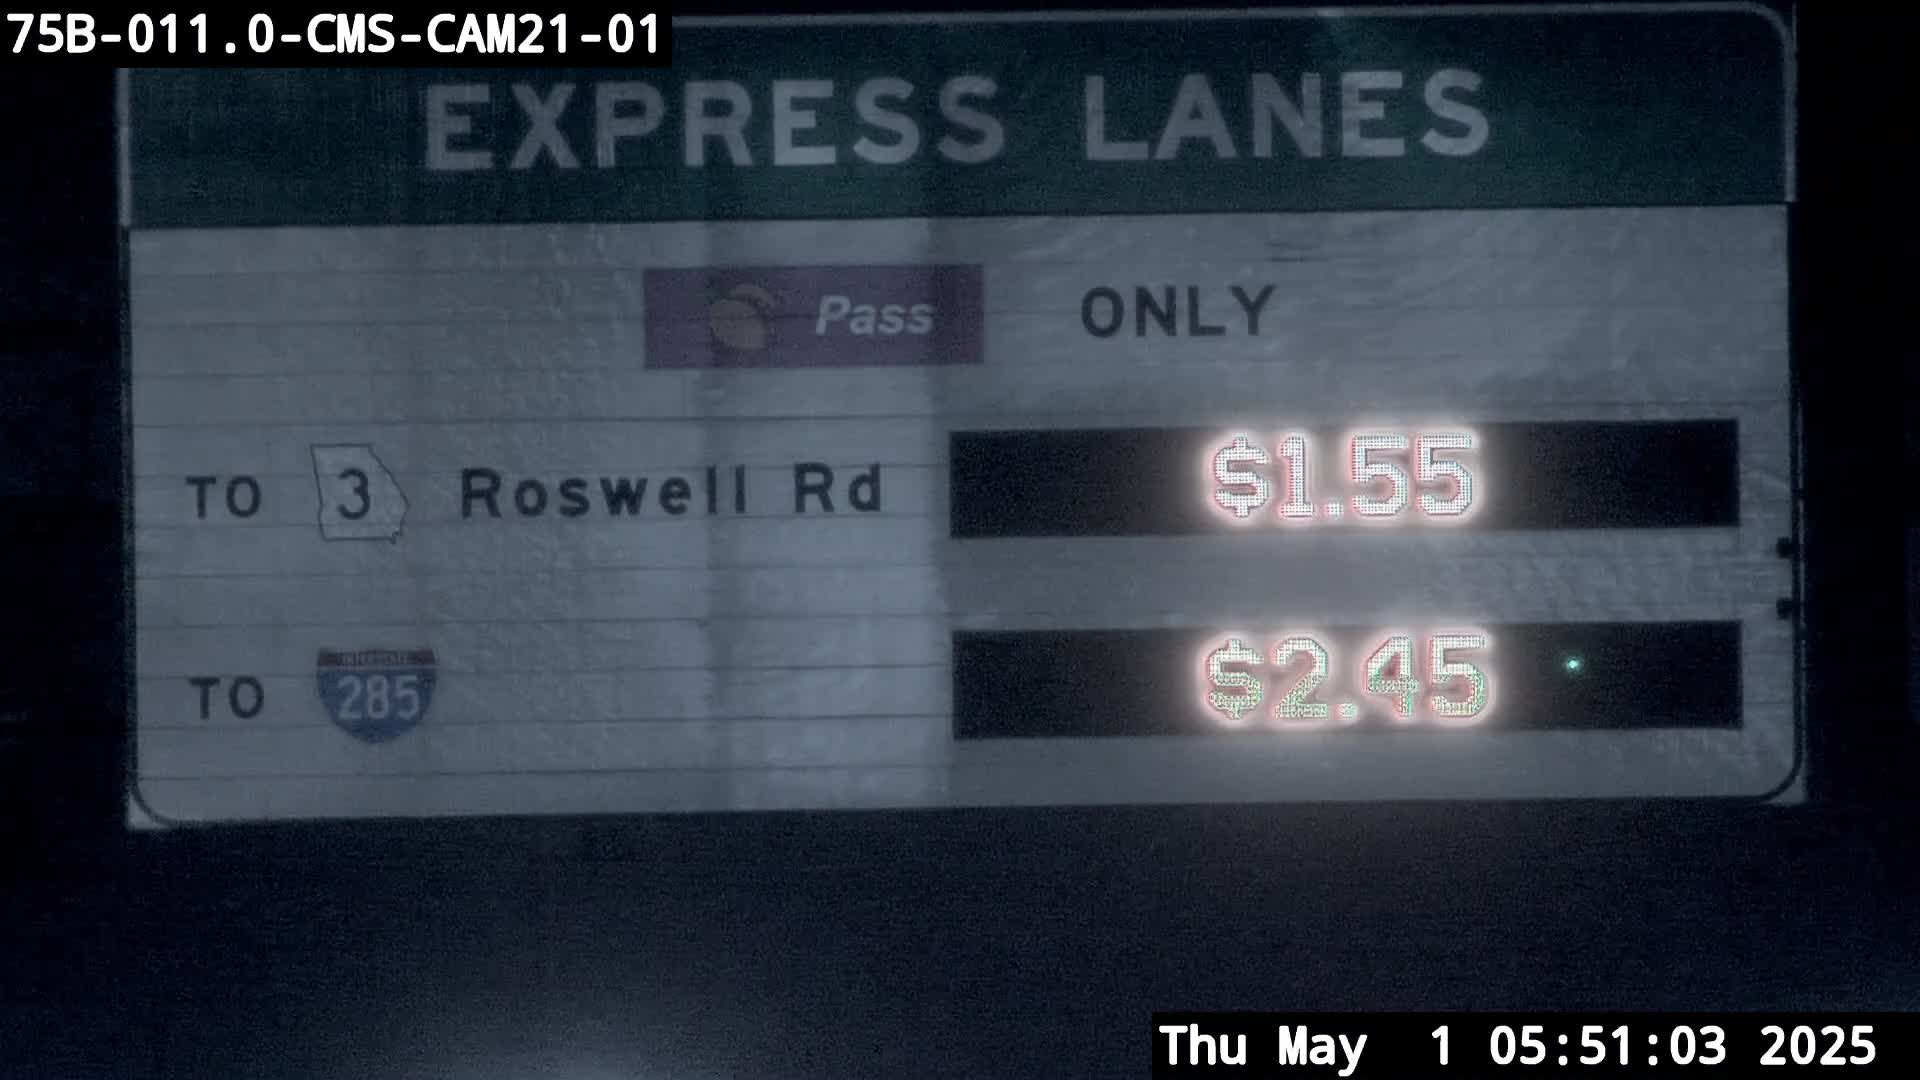 75B-011.0-CMS-CAM21-01
EXPRESS LANES
Pass ONLY
TO 3 Roswell Rd $1.55
INTERSTATE
TO 285 $2.45
Thu May 1 05:51:03 2025